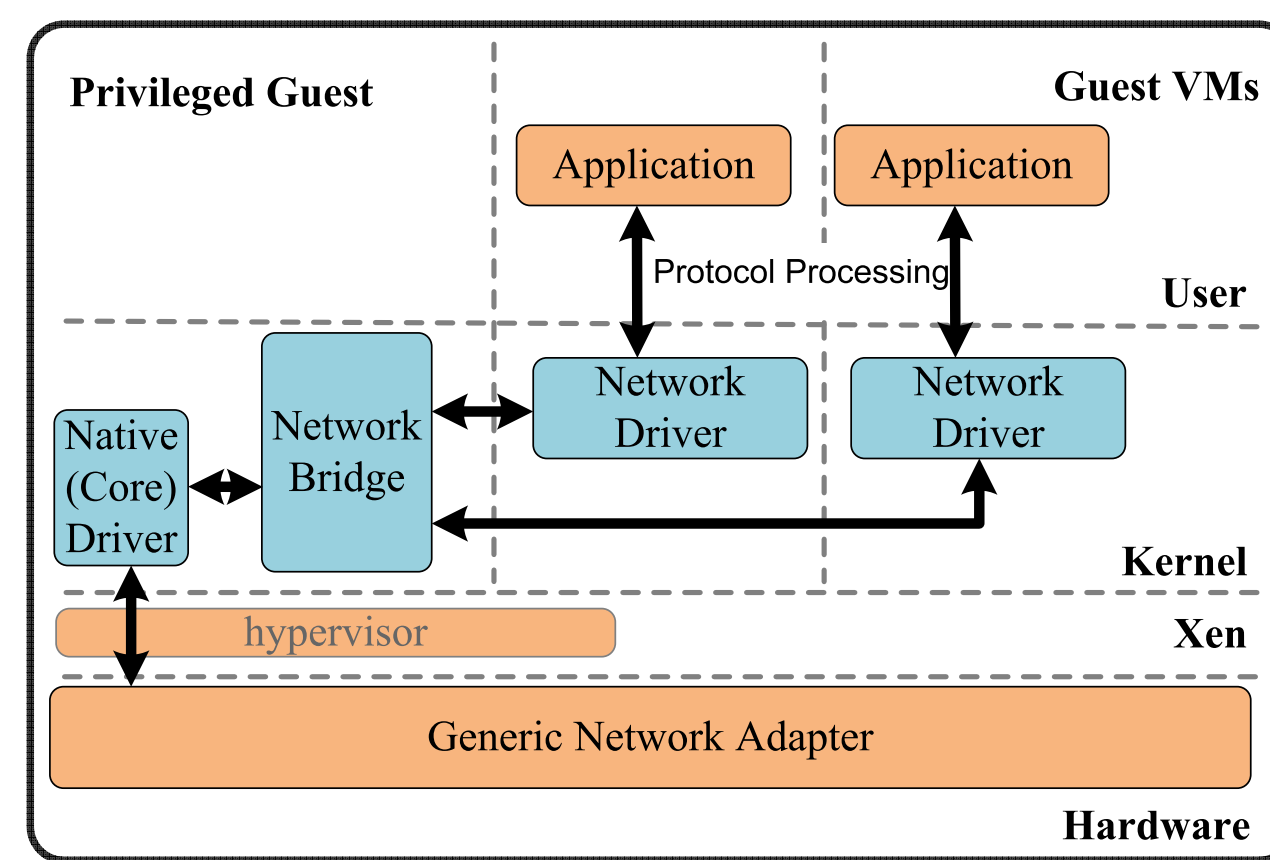 Privileged Guest
Guest VMs
Application
Application
Protocol Processing
User
Network
Driver
Network
Driver
Network
Bridge
Native
(Core)
Driver
Kernel
hypervisor
Xen
Generic Network Adapter
Hardware